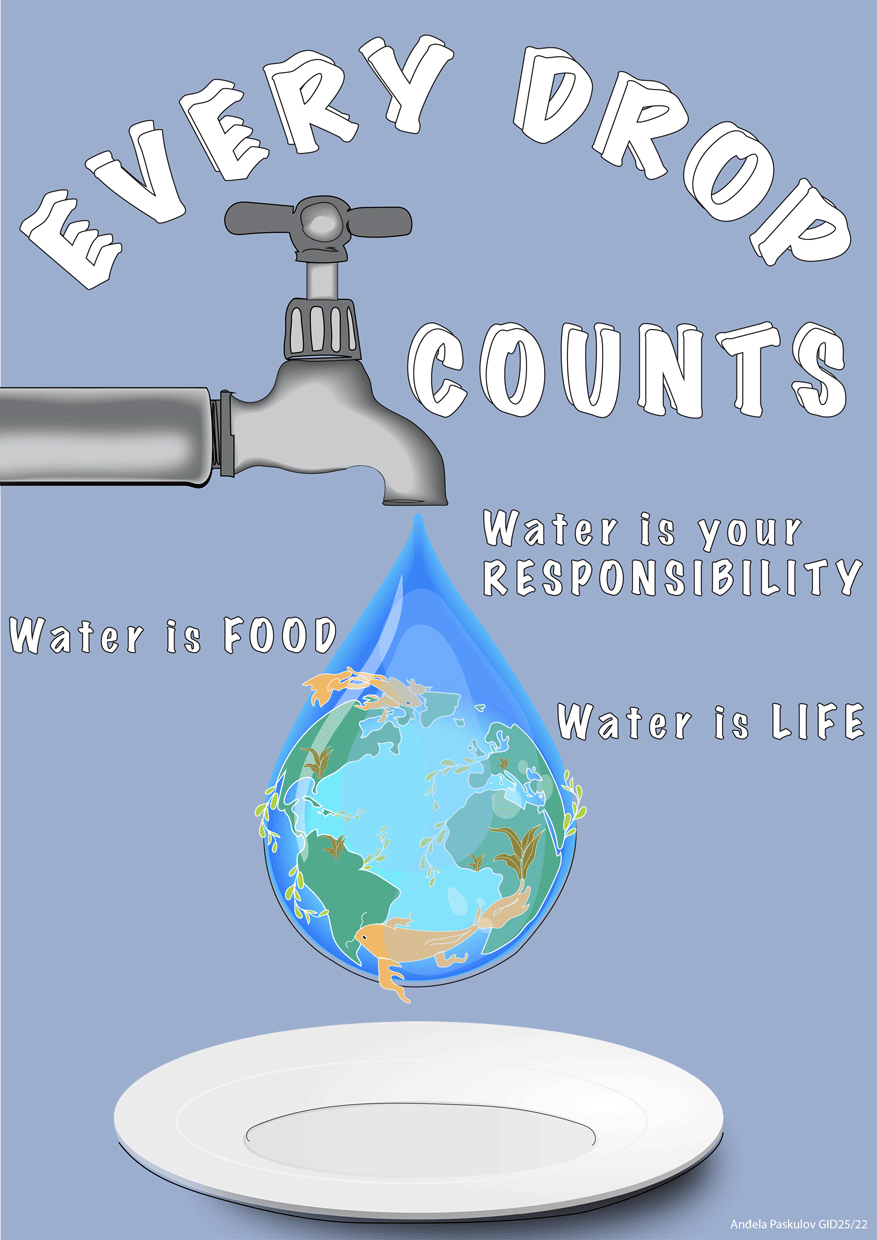 EVERY DROP
COUNTS
Water is your
RESPONSIBILITY
Water is FOOD
Water is LIFE
Anđela Paskulov GID25/22